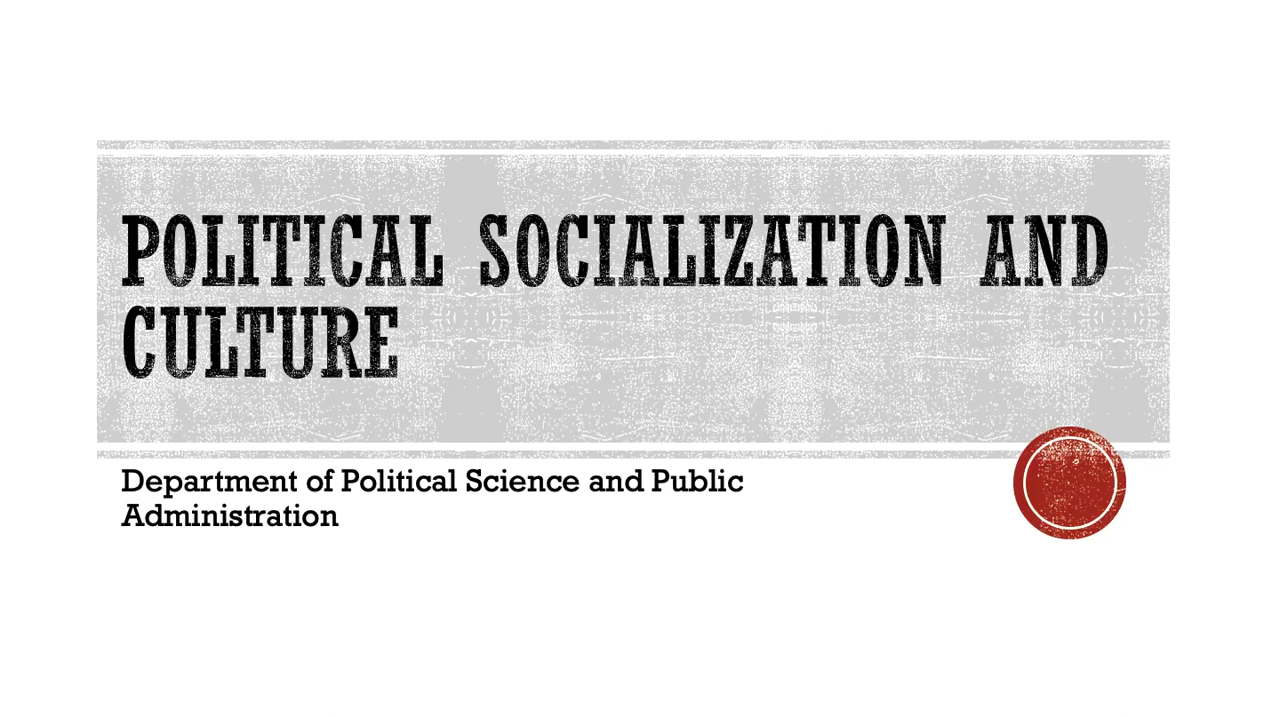 POLITICAL SOCIALIZATION AND
CULTURE
Department of Political Science and Public
Administration